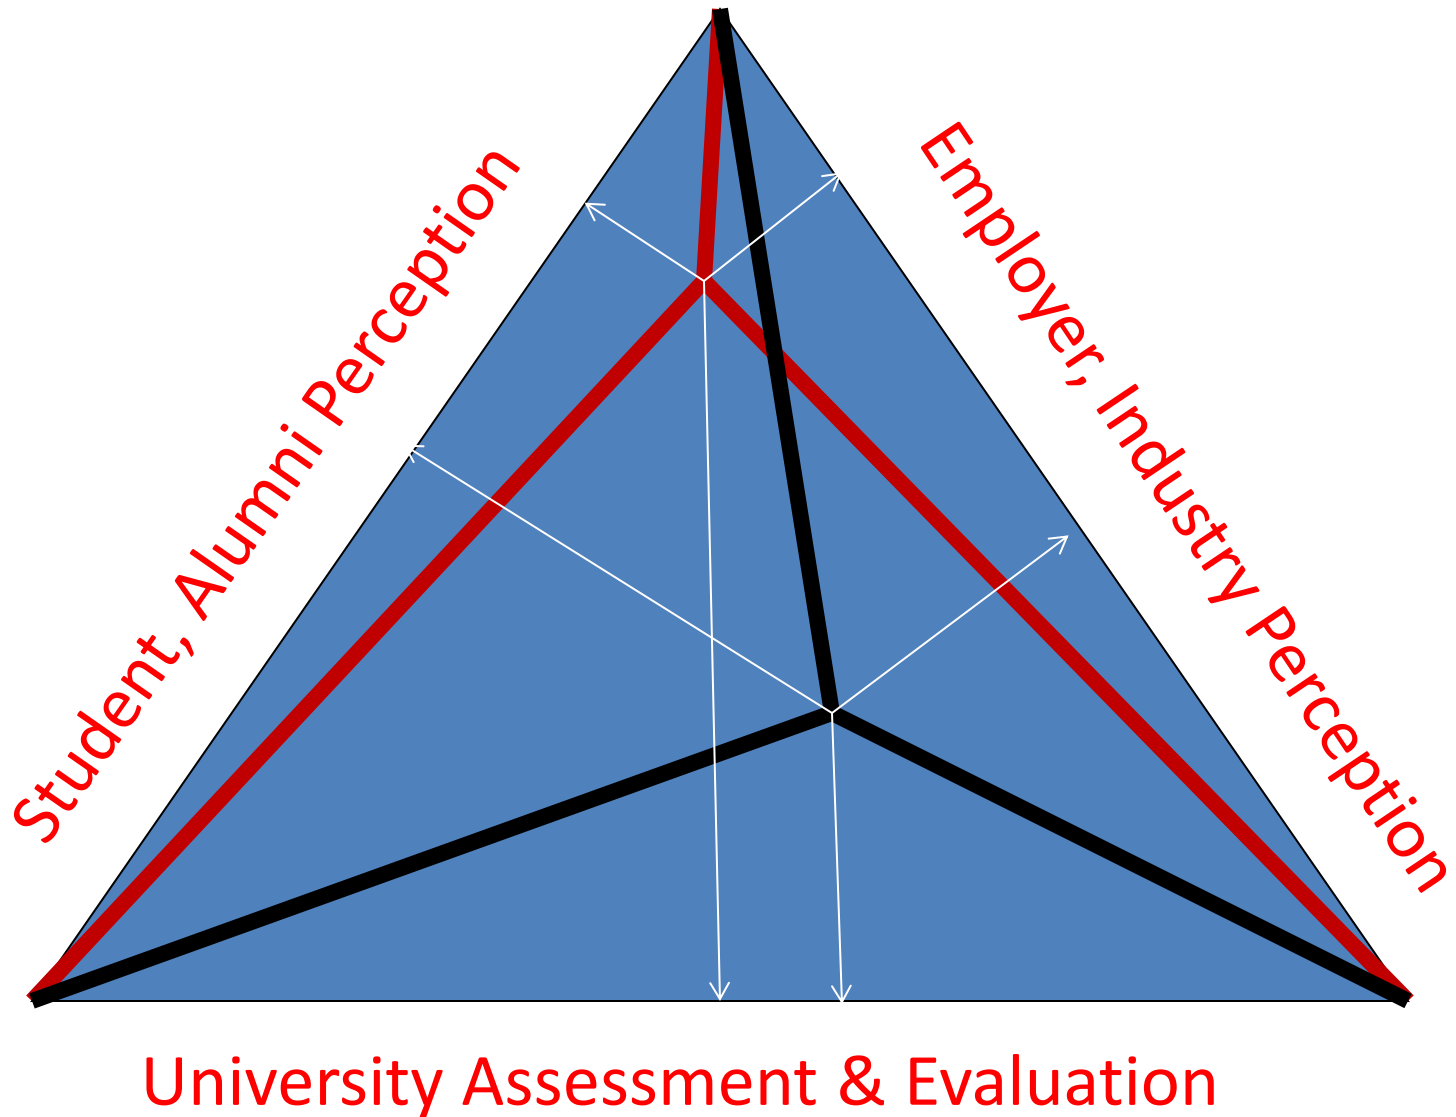 Student, Alumni Perception
Employer, Industry Perception
University Assessment & Evaluation